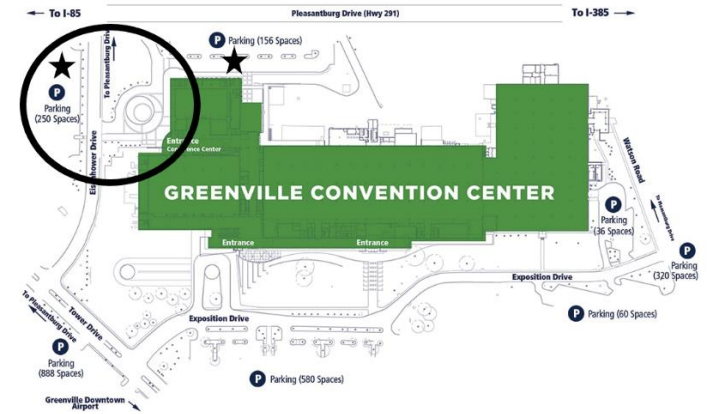 To I-85
Pleasantburg Drive (Hwy 291)
To I-385
To Pleasantburg Drive
P Parking (156 Spaces)
P
Parking
(250 Spaces)
Eisenhower Drive
Entrance
Conference Center
GREENVILLE CONVENTION CENTER
Watson Road
To Pleasantburg Drive
P
Parking
(36 Spaces)
Entrance
Entrance
P
Parking
(320 Spaces)
Exposition Drive
To Pleasantburg Drive
Tower Drive
Exposition Drive
P Parking (60 Spaces)
P
Parking
(888 Spaces)
P Parking (580 Spaces)
Greenville Downtown
Airport